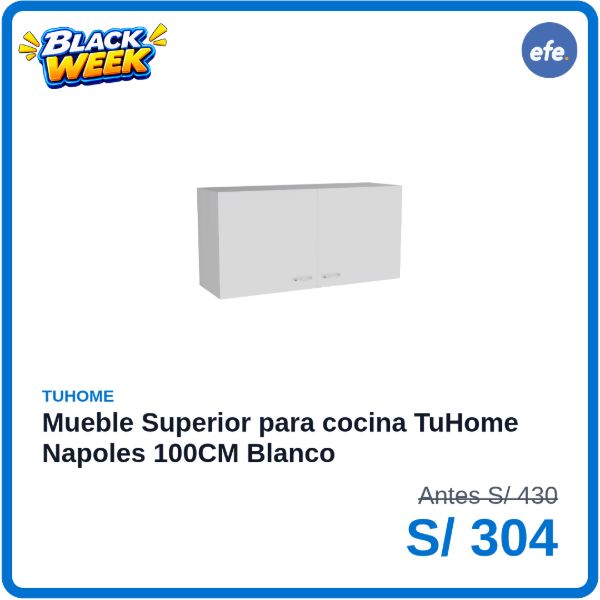 BLACK
WEEK
efe.
TUHOME
Mueble Superior para cocina TuHome
Napoles 100CM Blanco
Antes S/ 430
S/ 304